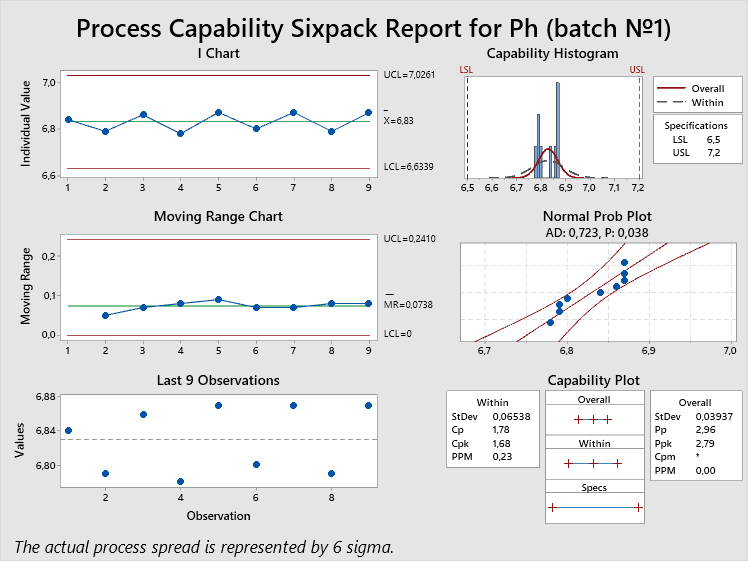 Process Capability Sixpack Report for Ph (batch №1)
I Chart
Individual Value
7,0
6,8
6,6
1 2 3 4 5 6 7 8 9
UCL=7,0261
X=6,83
LCL=6,6339
Capability Histogram
LSL USL
6,5 6,6 6,7 6,8 6,9 7,0 7,1 7,2
Overall
Within
Specifications
LSL 6,5
USL 7,2
Moving Range Chart
Moving Range
0,2
0,1
0,0
1 2 3 4 5 6 7 8 9
UCL=0,2410
MR=0,0738
LCL=0
Normal Prob Plot
AD: 0,723, P: 0,038
6,7 6,8 6,9 7,0
Last 9 Observations
Values
6,88
6,84
6,80
2 4 6 8
Observation
Capability Plot
Within
StDev 0,06538
Cp 1,78
Cpk 1,68
PPM 0,23
Overall
Within
Specs
Overall
StDev 0,03937
Pp 2,96
Ppk 2,79
Cpm *
PPM 0,00
The actual process spread is represented by 6 sigma.